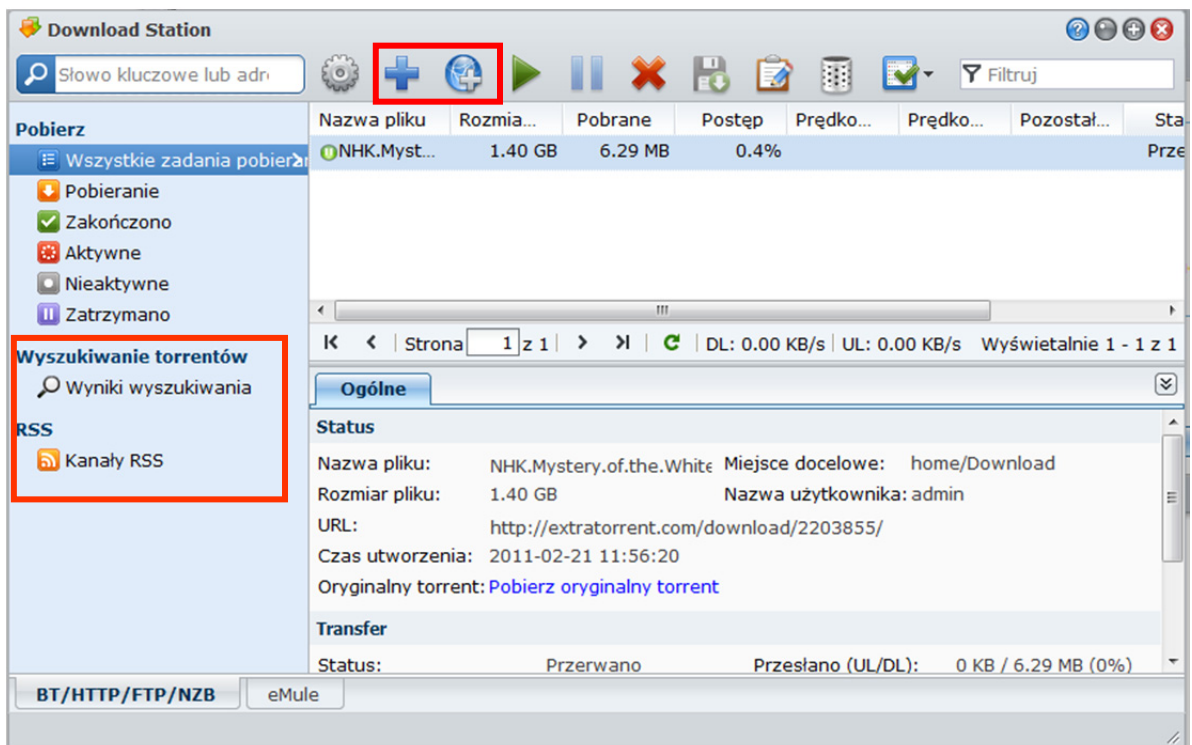 Download Station
Słowo kluczowe lub adre
Filtruj
Pobierz
Wszystkie zadania pobieran
Pobieranie
Zakończono
Aktywne
Nieaktywne
Zatrzymano
Wyszukiwanie torrentów
Wyniki wyszukiwania
RSS
Kanały RSS
Nazwa pliku Rozmia... Pobrane Postęp Prędko... Prędko... Pozostał... Sta
NHK.Myst... 1.40 GB 6.29 MB 0.4% Prze
Strona 1 z 1 DL: 0.00 KB/s UL: 0.00 KB/s Wyświetalnie 1 - 1 z 1
Ogólne
Status
Nazwa pliku: NHK.Mystery.of.the.White Miejsce docelowe: home/Download
Rozmiar pliku: 1.40 GB Nazwa użytkownika: admin
URL: http://extratorrent.com/download/2203855/
Czas utworzenia: 2011-02-21 11:56:20
Oryginalny torrent: Pobierz oryginalny torrent
Transfer
Status: Przerwano Przesłano (UL/DL): 0 KB / 6.29 MB (0%)
BT/HTTP/FTP/NZB eMule